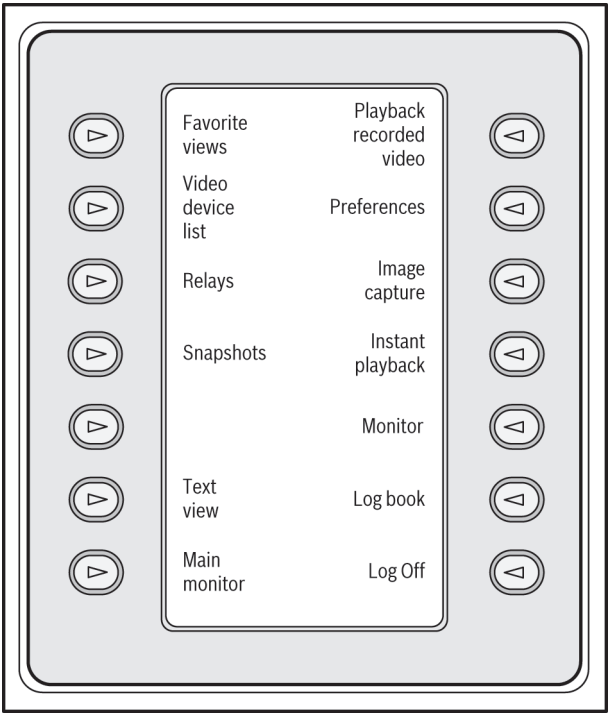 Favorite
views
Video
device
list
Relays
Snapshots
Text
view
Main
monitor
Playback
recorded
video
Preferences
Image
capture
Instant
playback
Monitor
Log book
Log Off